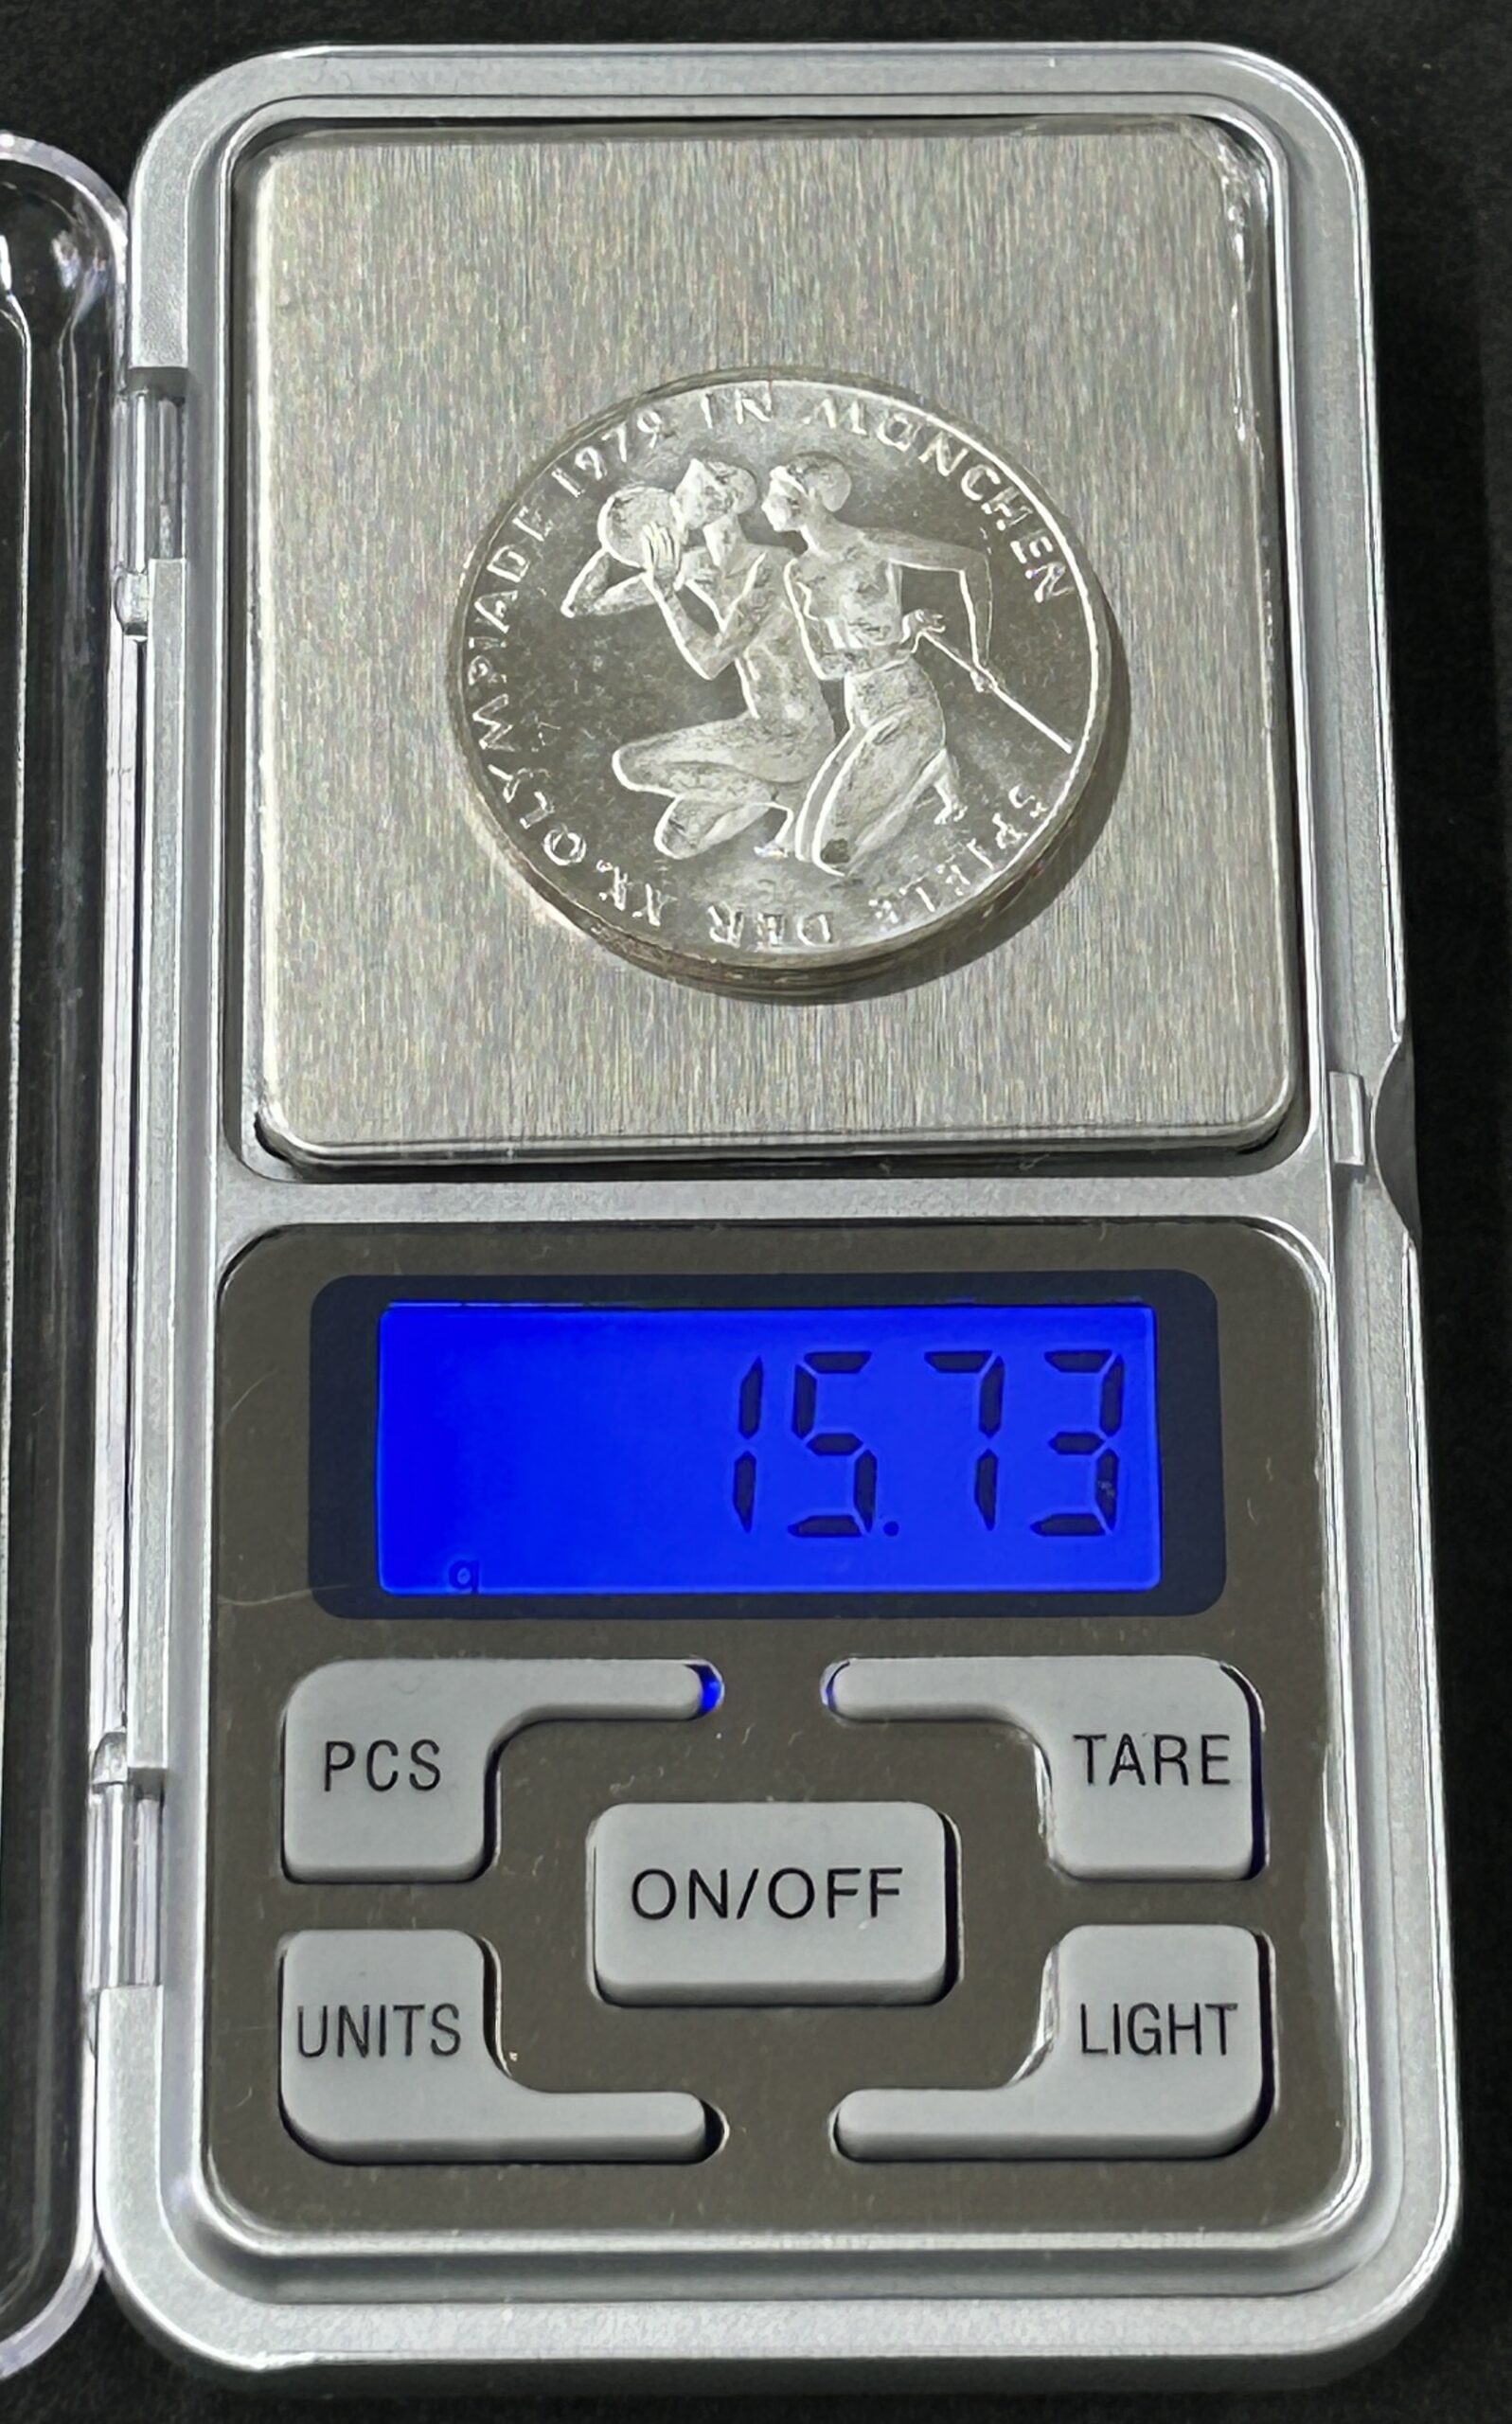 SPIELE DER XX. OLYMPIADE 1972 IN MÜNCHEN
15.73
g
PCS
TARE
ON/OFF
UNITS
LIGHT